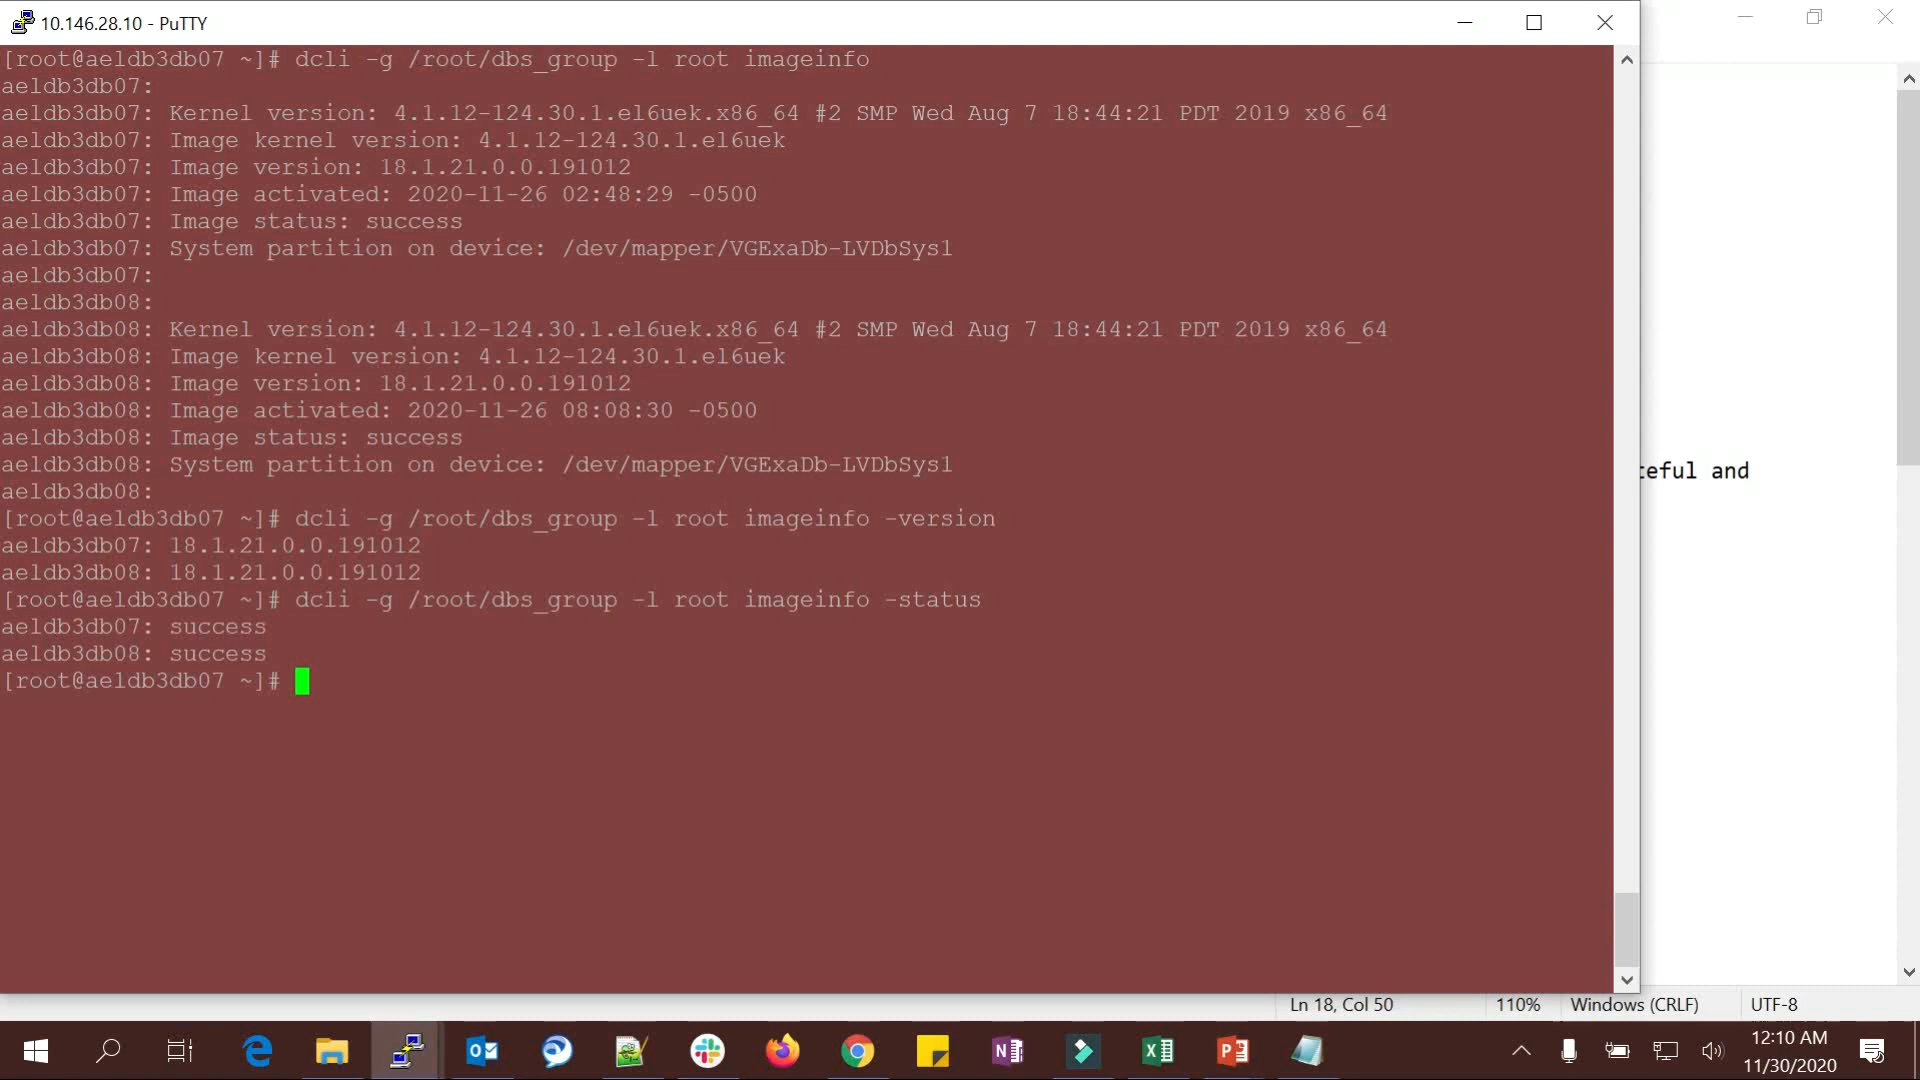 10.146.28.10 - PuTTY
[root@aeldb3db07 ~]# dcli -g /root/dbs_group -l root imageinfo
aeldb3db07:
aeldb3db07: Kernel version: 4.1.12-124.30.1.el6uek.x86_64 #2 SMP Wed Aug 7 18:44:21 PDT 2019 x86_64
aeldb3db07: Image kernel version: 4.1.12-124.30.1.el6uek
aeldb3db07: Image version: 18.1.21.0.0.191012
aeldb3db07: Image activated: 2020-11-26 02:48:29 -0500
aeldb3db07: Image status: success
aeldb3db07: System partition on device: /dev/mapper/VGExaDb-LVDbSys1
aeldb3db07:
aeldb3db08:
aeldb3db08: Kernel version: 4.1.12-124.30.1.el6uek.x86_64 #2 SMP Wed Aug 7 18:44:21 PDT 2019 x86_64
aeldb3db08: Image kernel version: 4.1.12-124.30.1.el6uek
aeldb3db08: Image version: 18.1.21.0.0.191012
aeldb3db08: Image activated: 2020-11-26 08:08:30 -0500
aeldb3db08: Image status: success
aeldb3db08: System partition on device: /dev/mapper/VGExaDb-LVDbSys1
aeldb3db08:
[root@aeldb3db07 ~]# dcli -g /root/dbs_group -l root imageinfo -version
aeldb3db07: 18.1.21.0.0.191012
aeldb3db08: 18.1.21.0.0.191012
[root@aeldb3db07 ~]# dcli -g /root/dbs_group -l root imageinfo -status
aeldb3db07: success
aeldb3db08: success
[root@aeldb3db07 ~]#
teful and
Ln 18, Col 50 110% Windows (CRLF) UTF-8
12:10 AM
11/30/2020